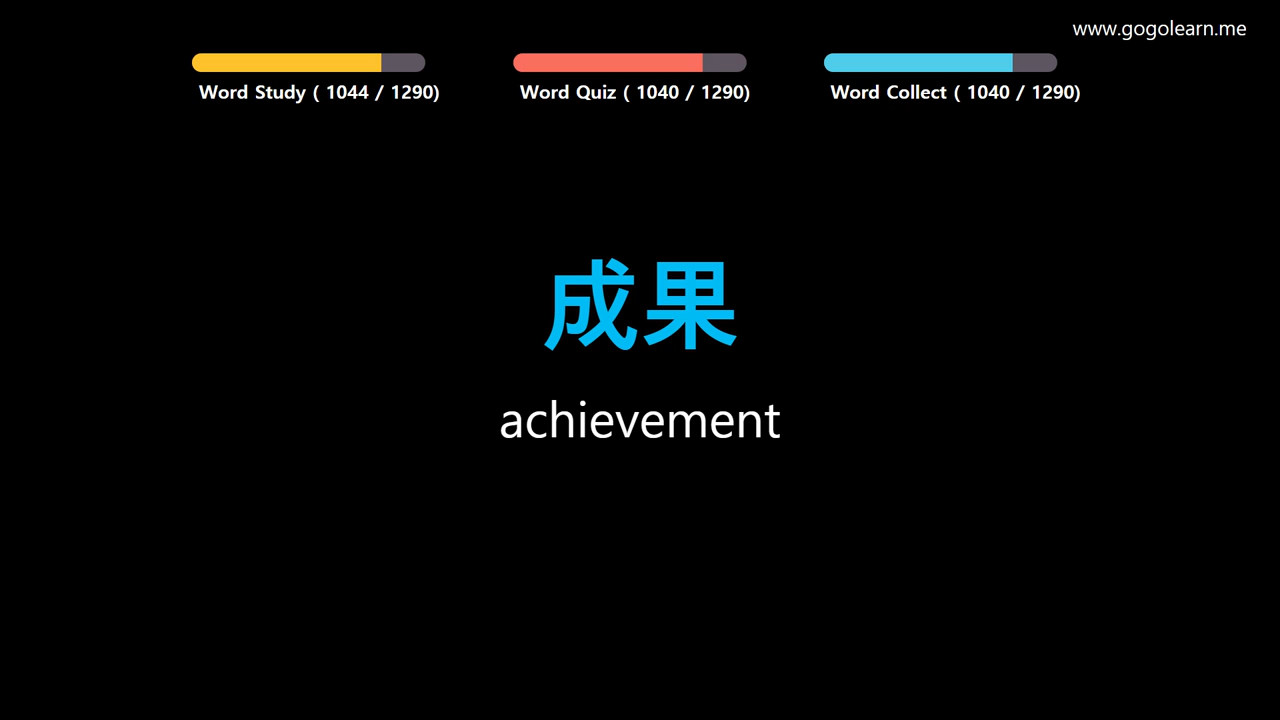 www.gogolearn.me
Word Study ( 1044 / 1290)
Word Quiz ( 1040 / 1290)
Word Collect ( 1040 / 1290)
成果
achievement